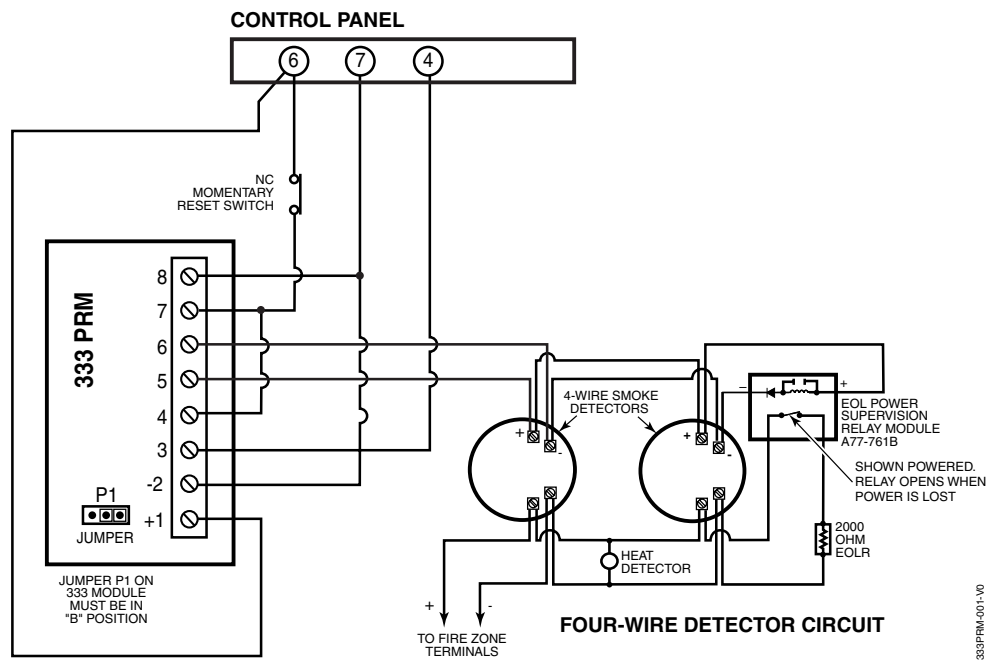 CONTROL PANEL
6 7 4
NC
MOMENTARY
RESET SWITCH
333 PRM
8
7
6
5
4
3
-2
+1
P1
JUMPER
JUMPER P1 ON
333 MODULE
MUST BE IN
"B" POSITION
4-WIRE SMOKE
DETECTORS
+
-
+
-
–
+
EOL POWER
SUPERVISION
RELAY MODULE
A77-761B
SHOWN POWERED.
RELAY OPENS WHEN
POWER IS LOST
2000
OHM
EOLR
HEAT
DETECTOR
+ -
TO FIRE ZONE
TERMINALS
FOUR-WIRE DETECTOR CIRCUIT
333PRM-001-V0